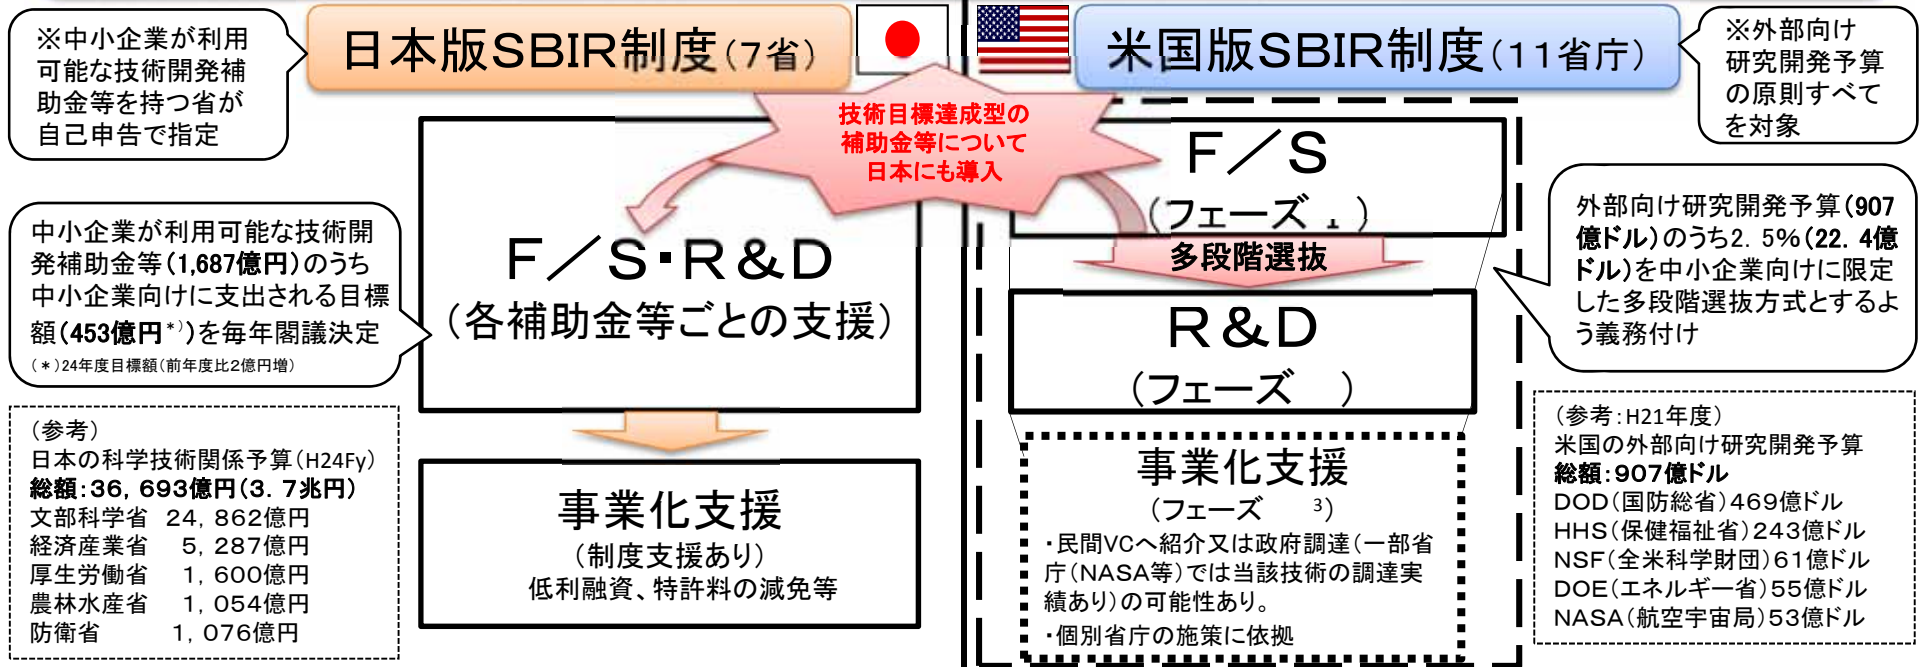 ※中小企業が利用
可能な技術開発補
助金等を持つ省が
自己申告で指定
日本版SBIR制度(7省)
米国版SBIR制度(11省庁)
※外部向け
研究開発予算
の原則すべて
を対象
技術目標達成型の
補助金等について
日本にも導入
中小企業が利用可能な技術開
発補助金等(1,687億円)のうち
中小企業向けに支出される目標
額(453億円*))を毎年閣議決定
(*)24年度目標額(前年度比2億円増)
F/S・R&D
(各補助金等ごとの支援)
事業化支援
(制度支援あり)
低利融資、特許料の減免等
(参考)
日本の科学技術関係予算(H24Fy)
総額:36,693億円(3.7兆円)
文部科学省 24,862億円
経済産業省 5,287億円
厚生労働省 1,600億円
農林水産省 1,054億円
防衛省 1,076億円
F/S
(フェーズ 1 )
多段階選抜
R&D
(フェーズ )
事業化支援
(フェーズ 3)
・民間VCへ紹介又は政府調達(一部省
庁(NASA等)では当該技術の調達実
績あり)の可能性あり。
・個別省庁の施策に依拠
外部向け研究開発予算(907
億ドル)のうち2.5%(22.4億
ドル)を中小企業向けに限定
した多段階選抜方式とするよ
う義務付け
(参考:H21年度)
米国の外部向け研究開発予算
総額:907億ドル
DOD(国防総省)469億ドル
HHS(保健福祉省)243億ドル
NSF(全米科学財団)61億ドル
DOE(エネルギー省)55億ドル
NASA(航空宇宙局)53億ドル